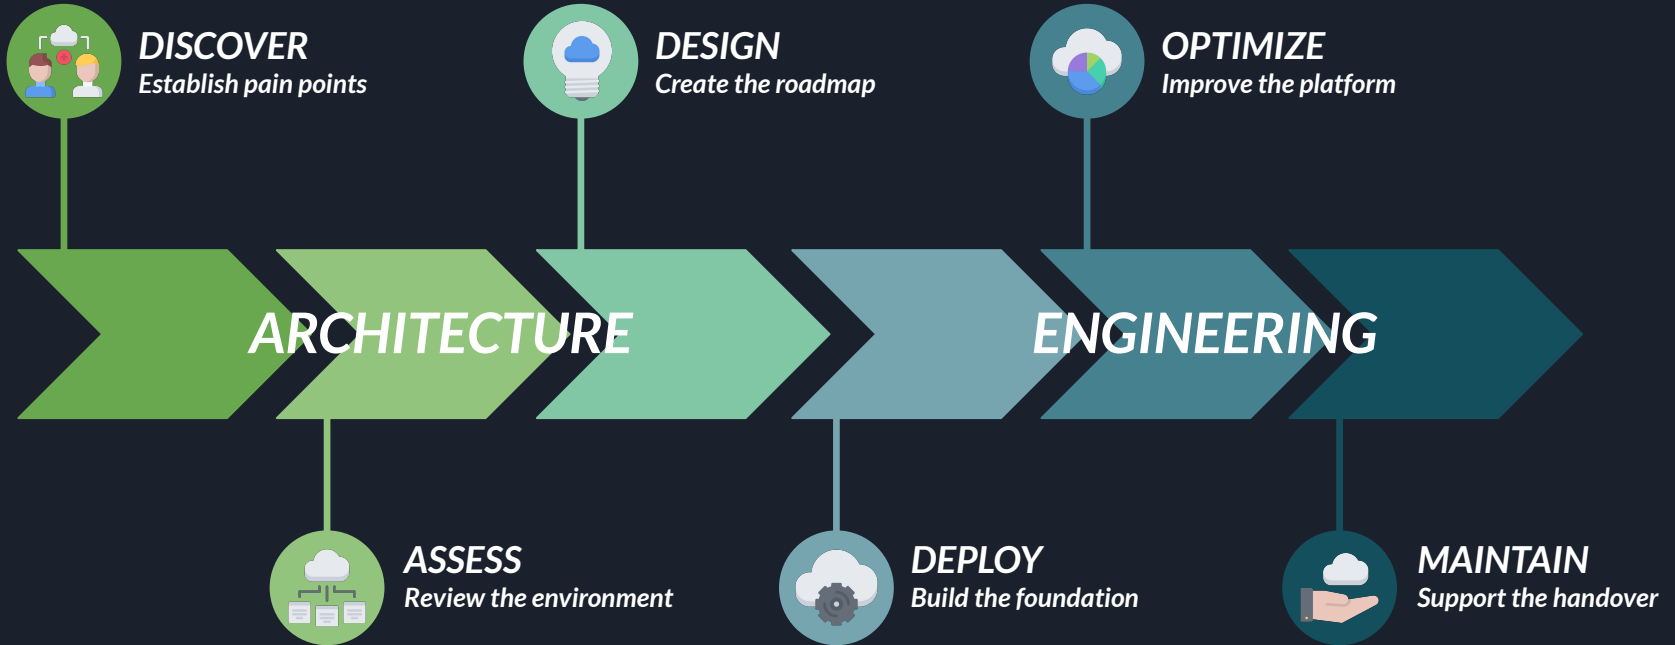 DISCOVER
Establish pain points
DESIGN
Create the roadmap
OPTIMIZE
Improve the platform
ARCHITECTURE
ENGINEERING
ASSESS
Review the environment
DEPLOY
Build the foundation
MAINTAIN
Support the handover